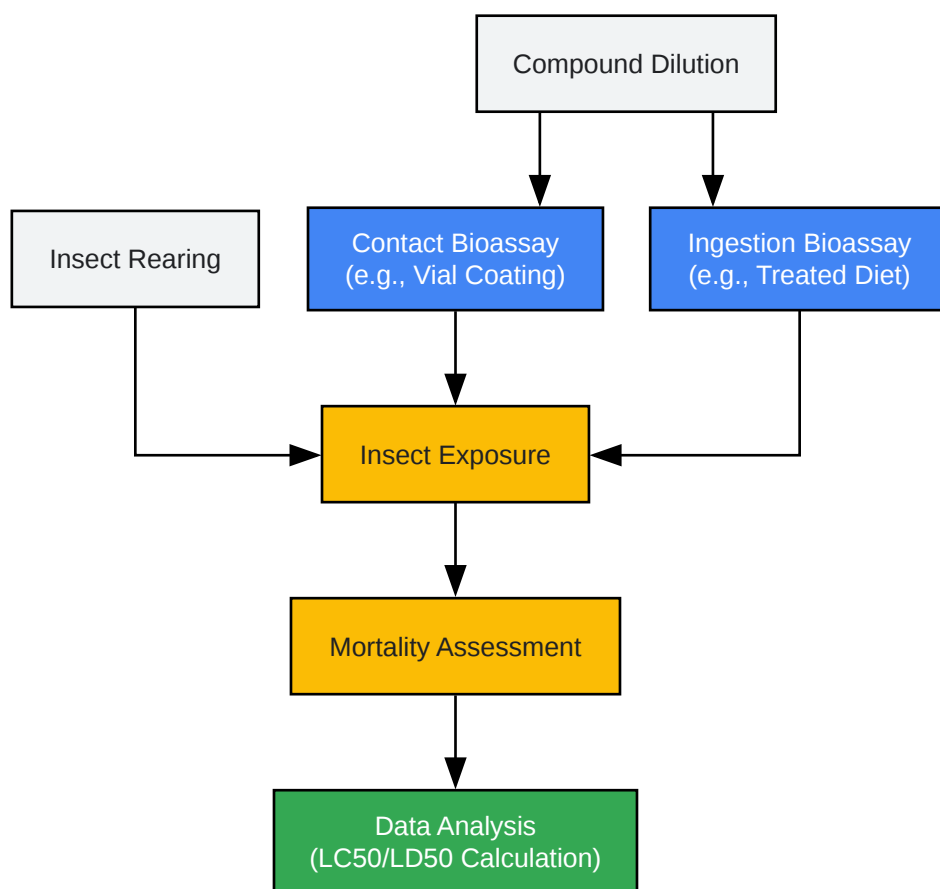 Compound Dilution
Insect Rearing
Contact Bioassay
(e.g., Vial Coating)
Ingestion Bioassay
(e.g., Treated Diet)
Insect Exposure
Mortality Assessment
Data Analysis
(LC50/LD50 Calculation)